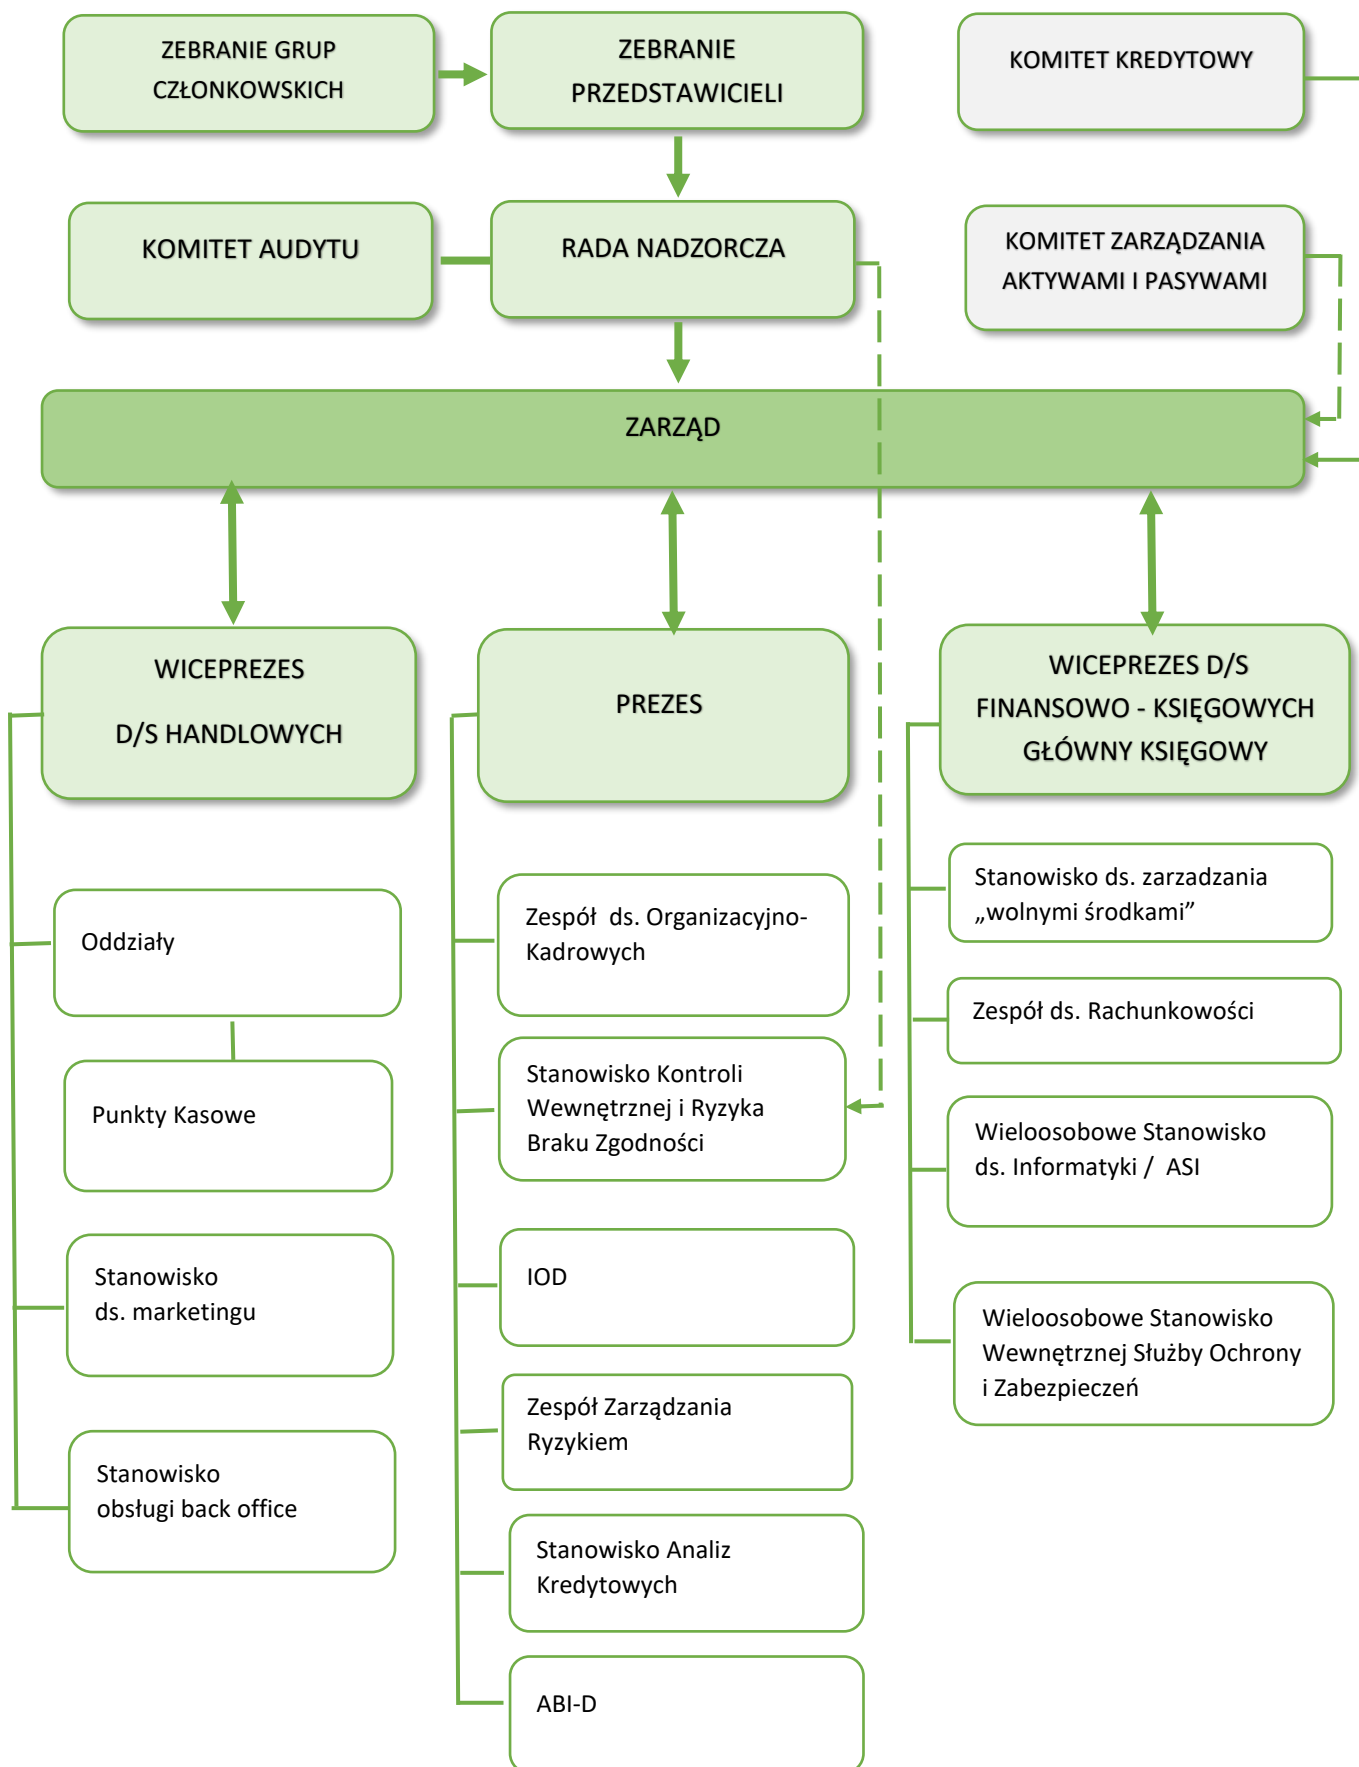 ZEBRANIE GRUP
CZŁONKOWSKICH
ZEBRANIE
PRZEDSTAWICIELI
KOMITET KREDYTOWY
KOMITET AUDYTU
RADA NADZORCZA
KOMITET ZARZĄDZANIA
AKTYWAMI I PASYWAMI
ZARZĄD
WICEPREZES
D/S HANDLOWYCH
PREZES
WICEPREZES D/S
FINANSOWO - KSIĘGOWYCH
GŁÓWNY KSIĘGOWY
Oddziały
Punkty Kasowe
Stanowisko
ds. marketingu
Stanowisko
obsługi back office
Zespół  ds. Organizacyjno-
Kadrowych
Stanowisko Kontroli
Wewnętrznej i Ryzyka
Braku Zgodności
IOD
Zespół Zarządzania
Ryzykiem
Stanowisko Analiz
Kredytowych
ABI-D
Stanowisko ds. zarzadzania
„wolnymi środkami”
Zespół ds. Rachunkowości
Wieloosobowe Stanowisko
ds. Informatyki /  ASI
Wieloosobowe Stanowisko
Wewnętrznej Służby Ochrony
i Zabezpieczeń